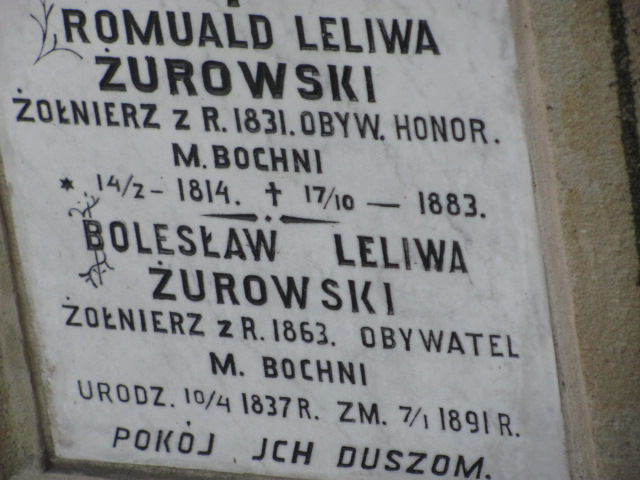 ROMUALD LELIWA
ŻUROWSKI
ŻOŁNIERZ z R. 1831. OBYW. HONOR.
M. BOCHNI
* 14/2 – 1814. † 17/10 — 1883.
BOLESŁAW LELIWA
ŻUROWSKI
ŻOŁNIERZ z R. 1863. OBYWATEL
M. BOCHNI
URODZ. 10/4 1837 R. ZM. 7/1 1891 R.
POKÓJ JCH DUSZOM.